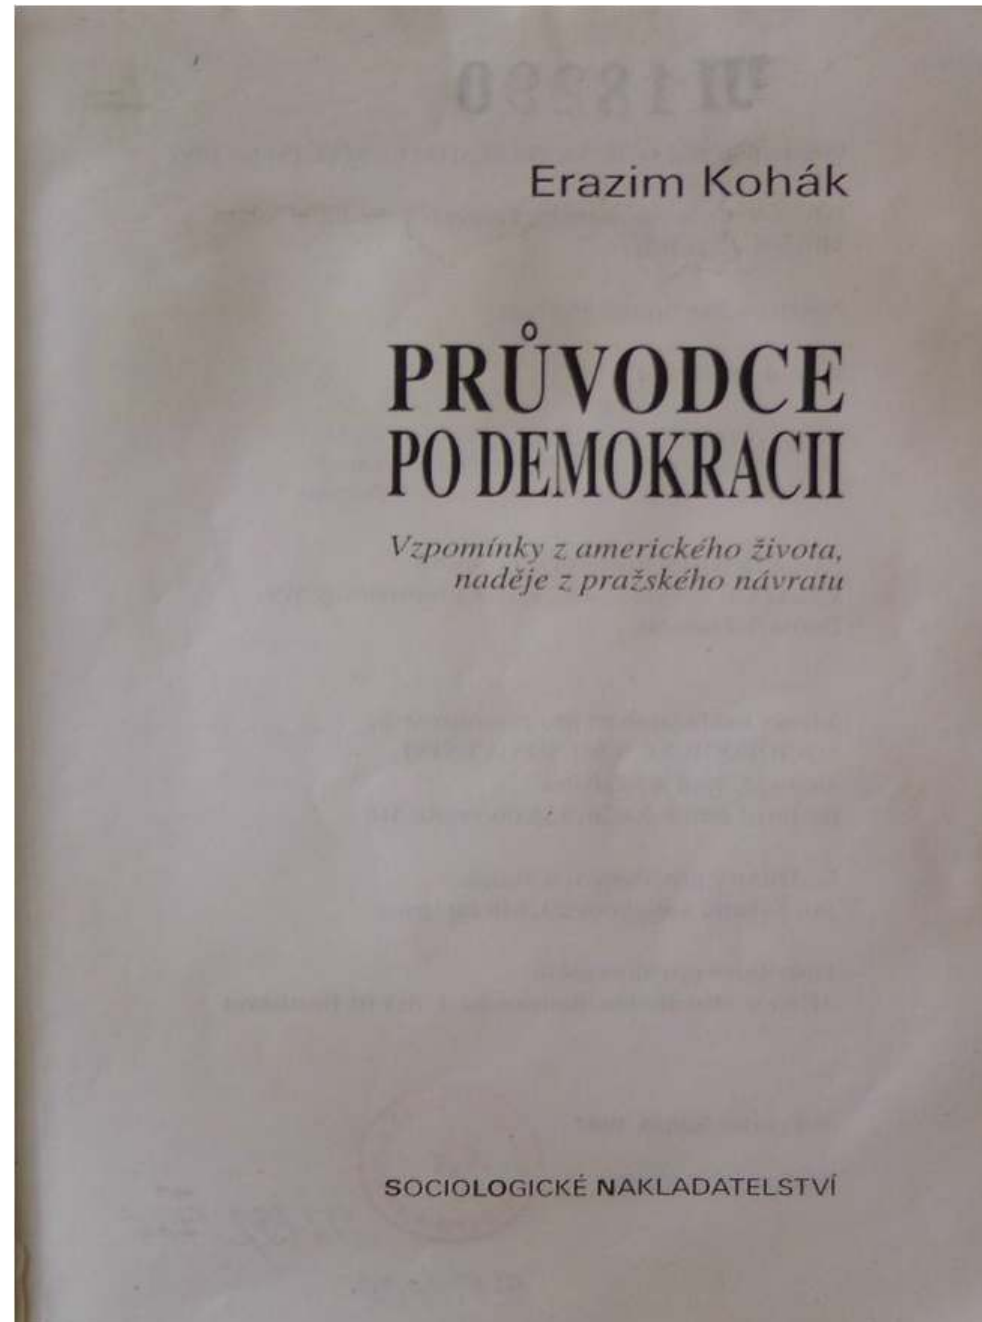 Erazim Kohák
PRŮVODCE
PO DEMOKRACII
Vzpomínky z amerického života,
naděje z pražského návratu
SOCIOLOGICKÉ NAKLADATELSTVÍ